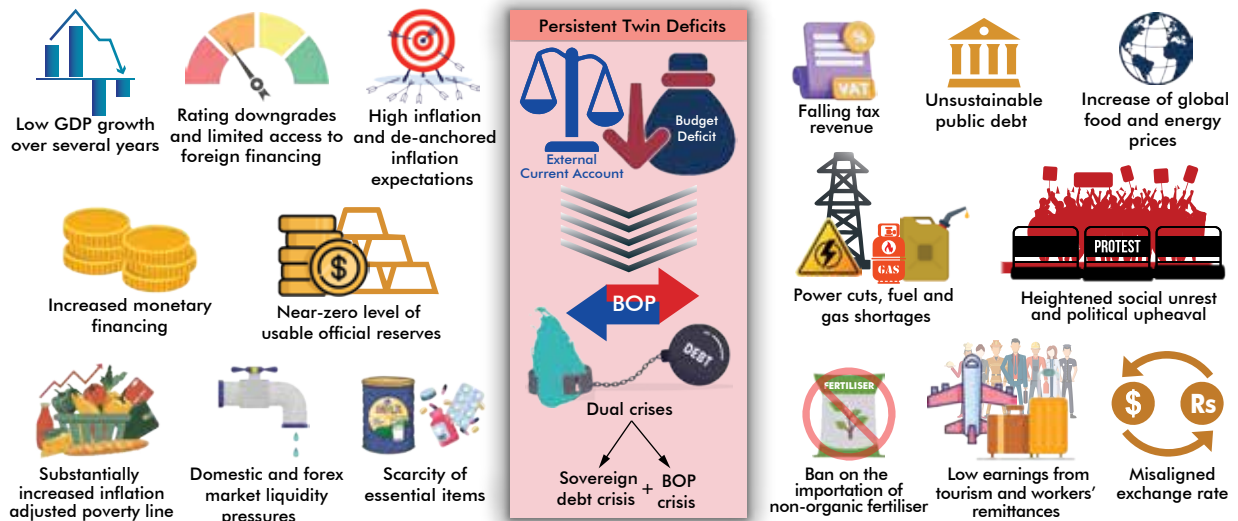 Low GDP growth
over several years
Rating downgrades
and limited access to
foreign financing
High inflation
and de-anchored
inflation
expectations
Increased monetary
financing
$
Near-zero level of
usable official reserves
Substantially
increased inflation
adjusted poverty line
Domestic and forex
market liquidity
pressures
Scarcity of
essential items
Persistent Twin Deficits
Budget
Deficit
External
Current Account
BOP
DEBT
Dual crises
Sovereign
debt crisis
+
BOP
crisis
$
VAT
Falling tax
revenue
Unsustainable
public debt
Increase of global
food and energy
prices
GAS
Power cuts, fuel and
gas shortages
PROTEST
Heightened social unrest
and political upheaval
FERTILISER
Ban on the
importation of
non-organic fertiliser
Low earnings from
tourism and workers'
remittances
$
Rs
Misaligned
exchange rate